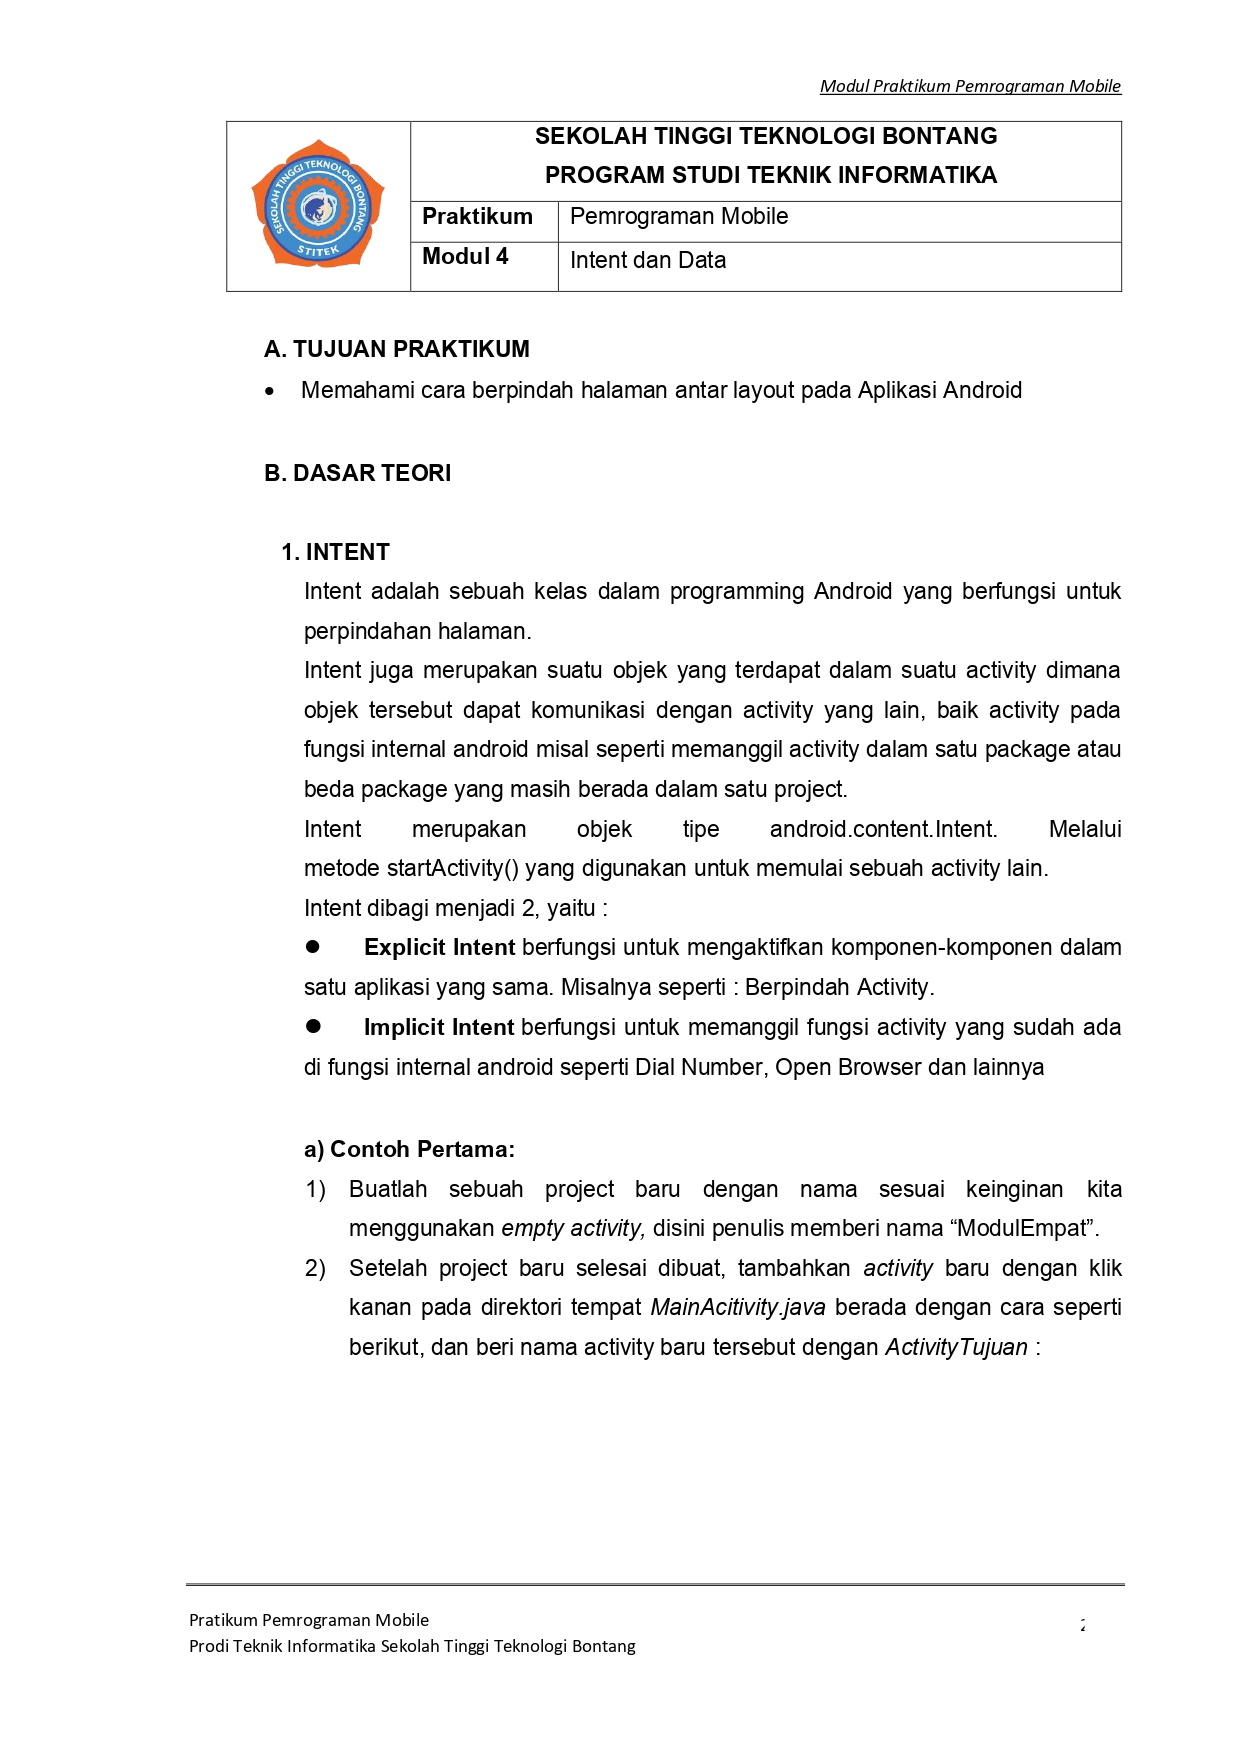 Modul Praktikum Pemrograman Mobile
SEKOLAH TINGGI TEKNOLOGI BONTANG
STITEK
SEKOLAH TINGGI TEKNOLOGI BONTANG
PROGRAM STUDI TEKNIK INFORMATIKA
Praktikum Pemrograman Mobile
Modul 4 Intent dan Data
A. TUJUAN PRAKTIKUM
• Memahami cara berpindah halaman antar layout pada Aplikasi Android
B. DASAR TEORI
1. INTENT
Intent adalah sebuah kelas dalam programming Android yang berfungsi untuk
perpindahan halaman.
Intent juga merupakan suatu objek yang terdapat dalam suatu activity dimana
objek tersebut dapat komunikasi dengan activity yang lain, baik activity pada
fungsi internal android misal seperti memanggil activity dalam satu package atau
beda package yang masih berada dalam satu project.
Intent merupakan objek tipe android.content.Intent. Melalui
metode startActivity() yang digunakan untuk memulai sebuah activity lain.
Intent dibagi menjadi 2, yaitu :
● Explicit Intent berfungsi untuk mengaktifkan komponen-komponen dalam
satu aplikasi yang sama. Misalnya seperti : Berpindah Activity.
● Implicit Intent berfungsi untuk memanggil fungsi activity yang sudah ada
di fungsi internal android seperti Dial Number, Open Browser dan lainnya
a) Contoh Pertama:
1) Buatlah sebuah project baru dengan nama sesuai keinginan kita
menggunakan empty activity, disini penulis memberi nama “ModulEmpat”.
2) Setelah project baru selesai dibuat, tambahkan activity baru dengan klik
kanan pada direktori tempat MainAcitivity.java berada dengan cara seperti
berikut, dan beri nama activity baru tersebut dengan ActivityTujuan :
Pratikum Pemrograman Mobile
Prodi Teknik Informatika Sekolah Tinggi Teknologi Bontang